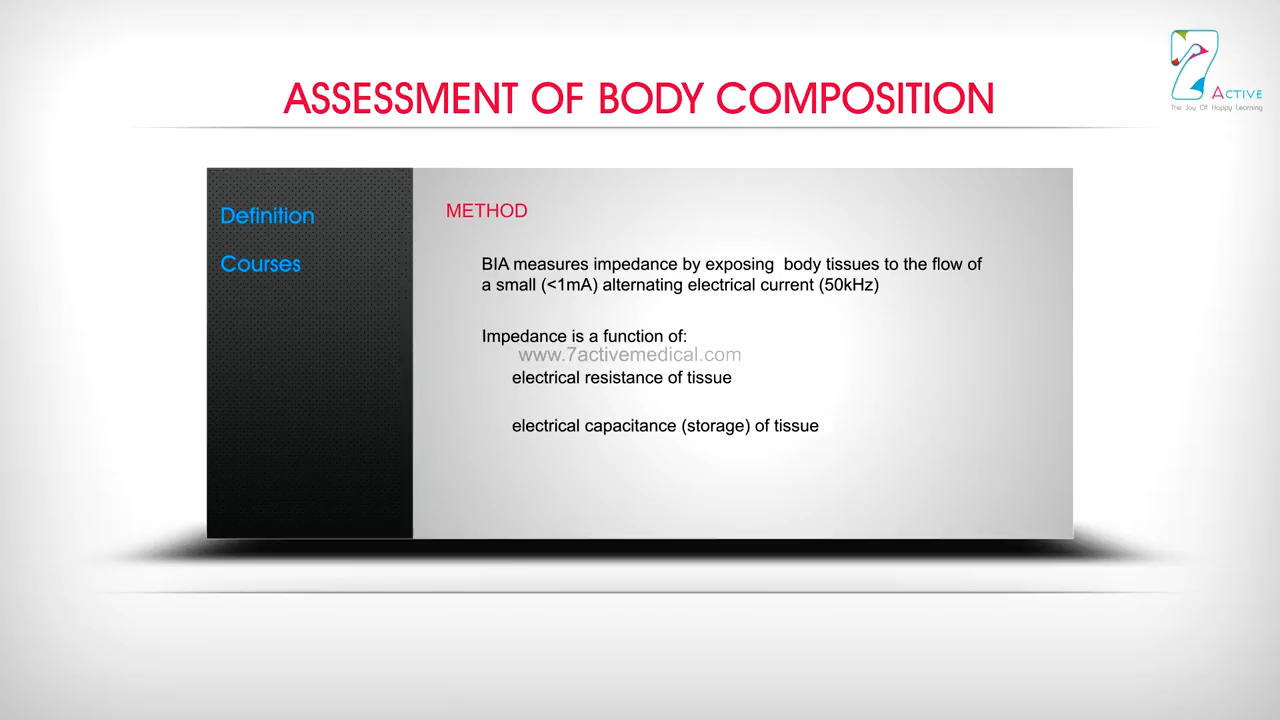 7 ACTIVE
The Joy Of Happy Learning
ASSESSMENT OF BODY COMPOSITION
Definition
Courses
METHOD
BIA measures impedance by exposing body tissues to the flow of
a small (<1mA) alternating electrical current (50kHz)
Impedance is a function of:
www.7activemedical.com
electrical resistance of tissue
electrical capacitance (storage) of tissue